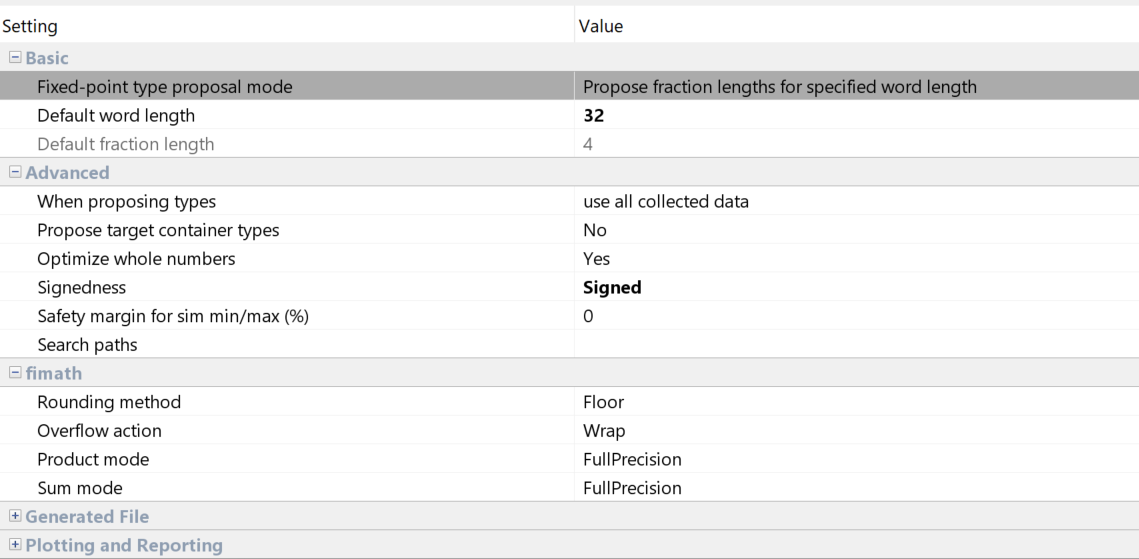 Setting Value
Basic
Fixed-point type proposal mode Propose fraction lengths for specified word length
Default word length 32
Default fraction length 4
Advanced
When proposing types use all collected data
Propose target container types No
Optimize whole numbers Yes
Signedness Signed
Safety margin for sim min/max (%) 0
Search paths
fimath
Rounding method Floor
Overflow action Wrap
Product mode FullPrecision
Sum mode FullPrecision
Generated File
Plotting and Reporting